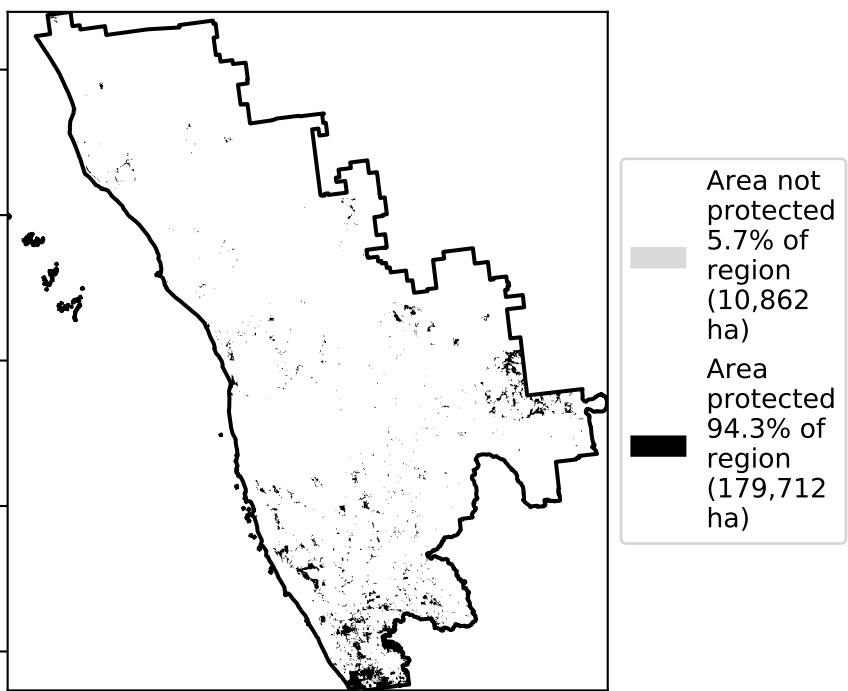 Area not
protected
5.7% of
region
(10,862
ha)
Area
protected
94.3% of
region
(179,712
ha)